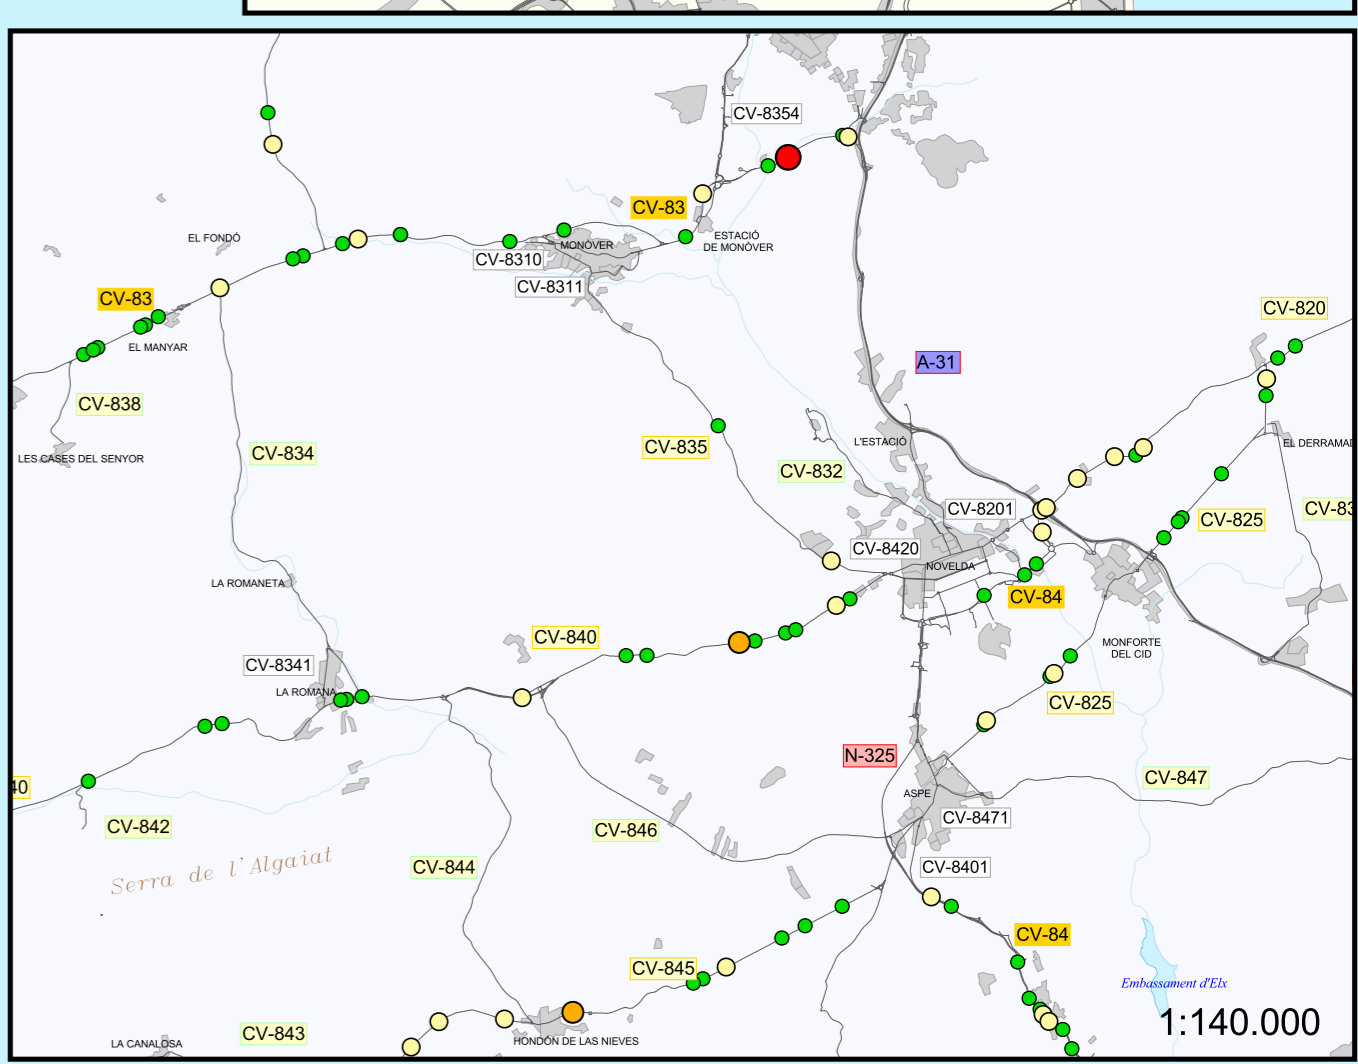 CV-8354
CV-83
EL FONDÓ
ESTACIÓ
DE MONÒVER
MONÒVER
CV-8310
CV-8311
CV-83
CV-820
EL MANYAR
A-31
CV-838
L'ESTACIÓ
EL DERRAMAD
CV-835
CV-834
LES CASES DEL SENYOR
CV-832
CV-8201
CV-83
CV-825
CV-8420
NOVELDA
LA ROMANETA
CV-84
CV-840
MONFORTE
DEL CID
CV-8341
LA ROMANA
CV-825
N-325
CV-847
40
ASPE
CV-8471
CV-842
CV-846
Serra de l'Algaiat
CV-844
CV-8401
CV-84
CV-845
Embassament d'Elx
1:140.000
CV-843
HONDÓN DE LAS NIEVES
LA CANALOSA